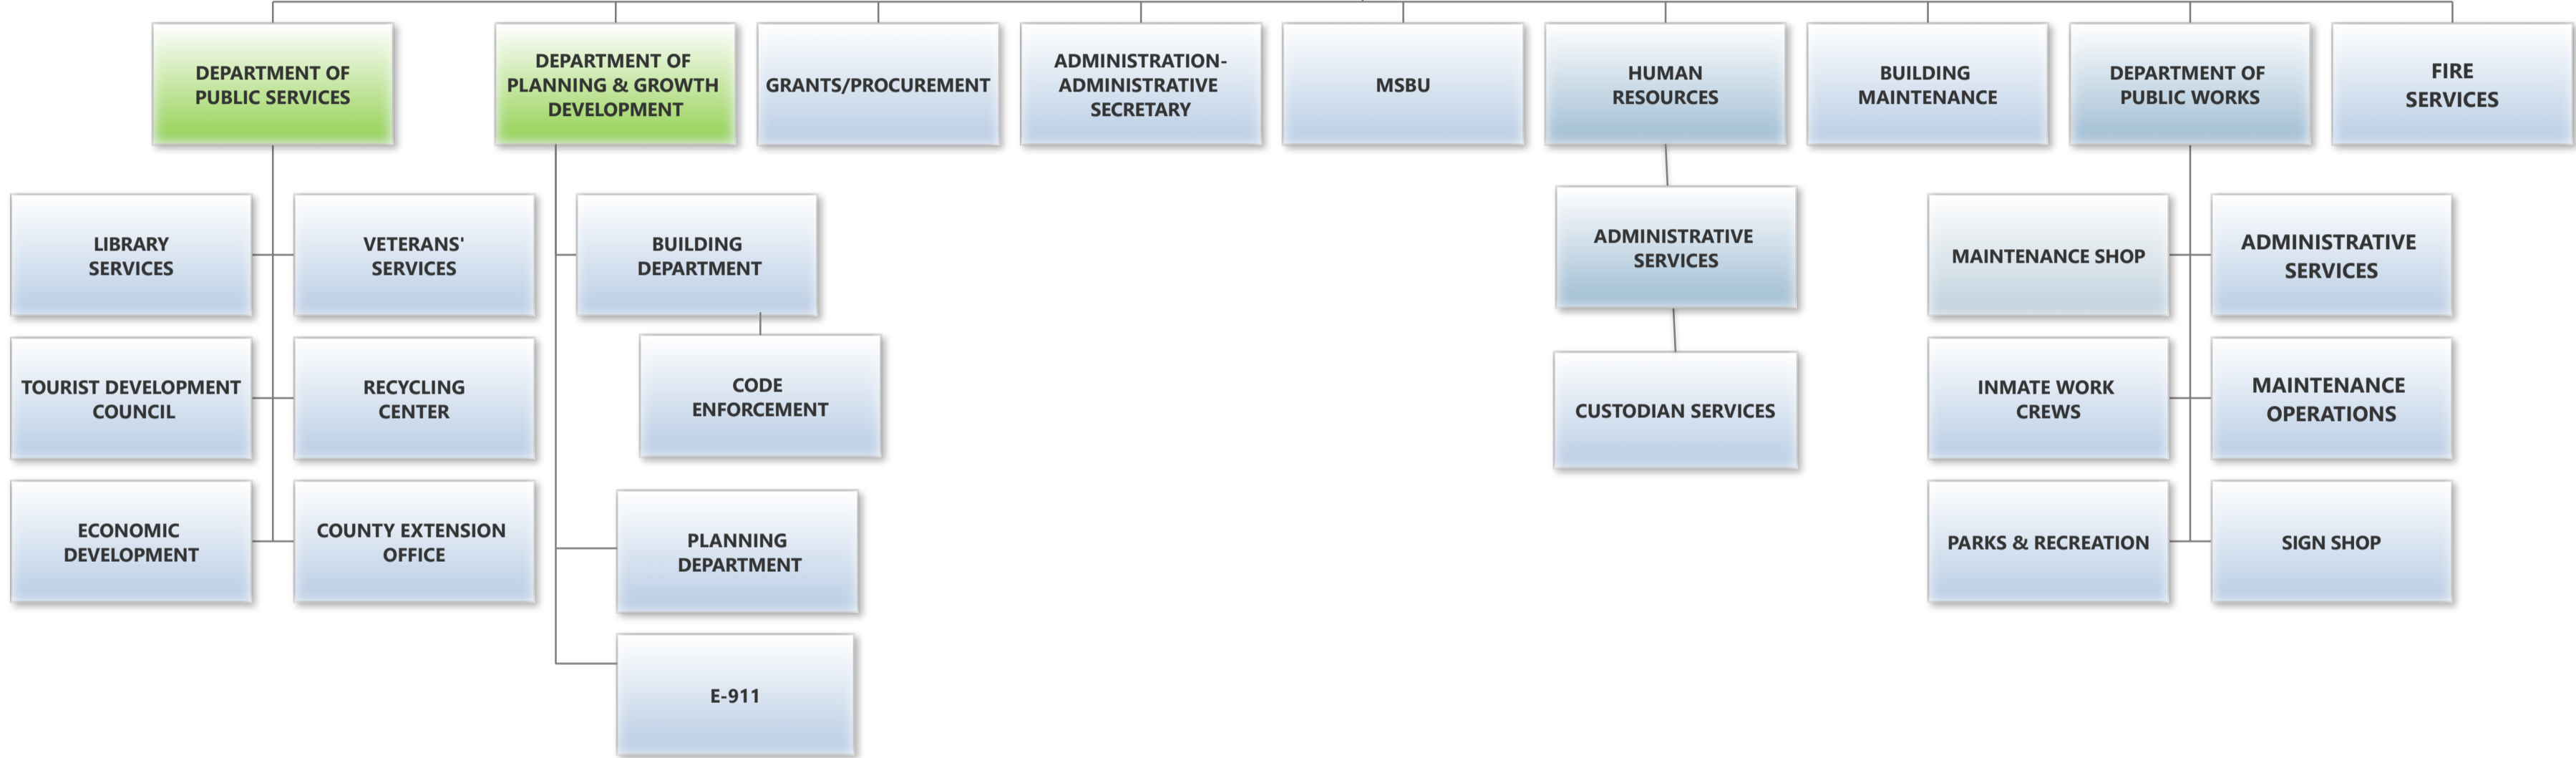 DEPARTMENT OF
PUBLIC SERVICES
DEPARTMENT OF
PLANNING & GROWTH
DEVELOPMENT
GRANTS/PROCUREMENT
ADMINISTRATION-
ADMINISTRATIVE
SECRETARY
MSBU
HUMAN
RESOURCES
BUILDING
MAINTENANCE
DEPARTMENT OF
PUBLIC WORKS
FIRE
SERVICES
LIBRARY
SERVICES
VETERANS'
SERVICES
BUILDING
DEPARTMENT
ADMINISTRATIVE
SERVICES
MAINTENANCE SHOP
ADMINISTRATIVE
SERVICES
TOURIST DEVELOPMENT
COUNCIL
RECYCLING
CENTER
CODE
ENFORCEMENT
CUSTODIAN SERVICES
INMATE WORK
CREWS
MAINTENANCE
OPERATIONS
ECONOMIC
DEVELOPMENT
COUNTY EXTENSION
OFFICE
PLANNING
DEPARTMENT
PARKS & RECREATION
SIGN SHOP
E-911